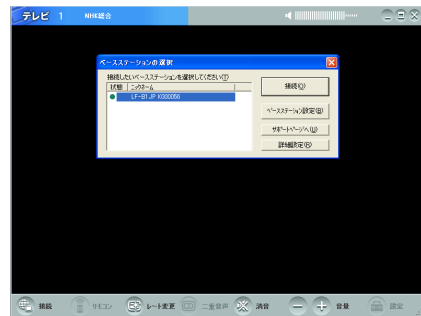 テレビ 1 NHK総合
ベースステーションの選択
接続したいベースステーションを選択してください(T)
状態 ニックネーム
LF-B1 JP K000056
接続(O)
ベースステーション設定(B)
サポートページへ(U)
詳細設定(R)
接続 リモコン レート変更 二重音声 消音 音量 設定